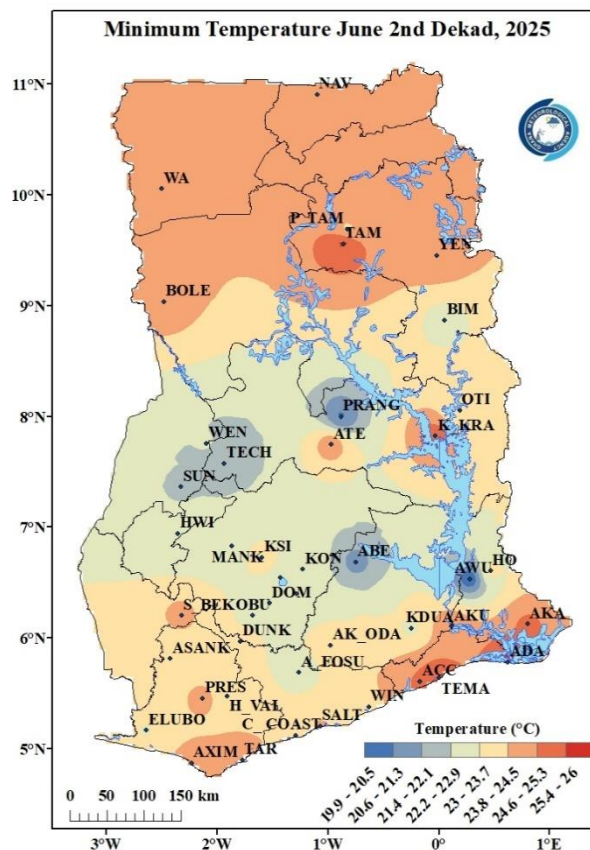 Minimum Temperature June 2nd Dekad, 2025
11°N
NAV
WA
10°N
P_TAM
TAM
YEN
BOLE
9°N
BIM
OTI
8°N
PRANG
K_KRA
ATE
WEN
TECH
SUN
7°N
HWI
KSI
MANK
KON
ABE
HO
AWU
DOM
S_BEKOBU
KDUA
AKU
AKA
6°N
DUNK
AK_ODA
ASANK
A_FOSU
ADA
ACC
TEMA
PRES
H_VAL
WIN
SALT
C_COAST
ELUBO
5°N
AXIM
TAR
Temperature (°C)
0 50 100 150 km
19.9 - 20.5
20.6 - 21.3
21.4 - 22.1
22.2 - 22.9
23 - 23.7
23.8 - 24.5
24.6 - 25.3
25.4 - 26
3°W 2°W 1°W 0° 1°E